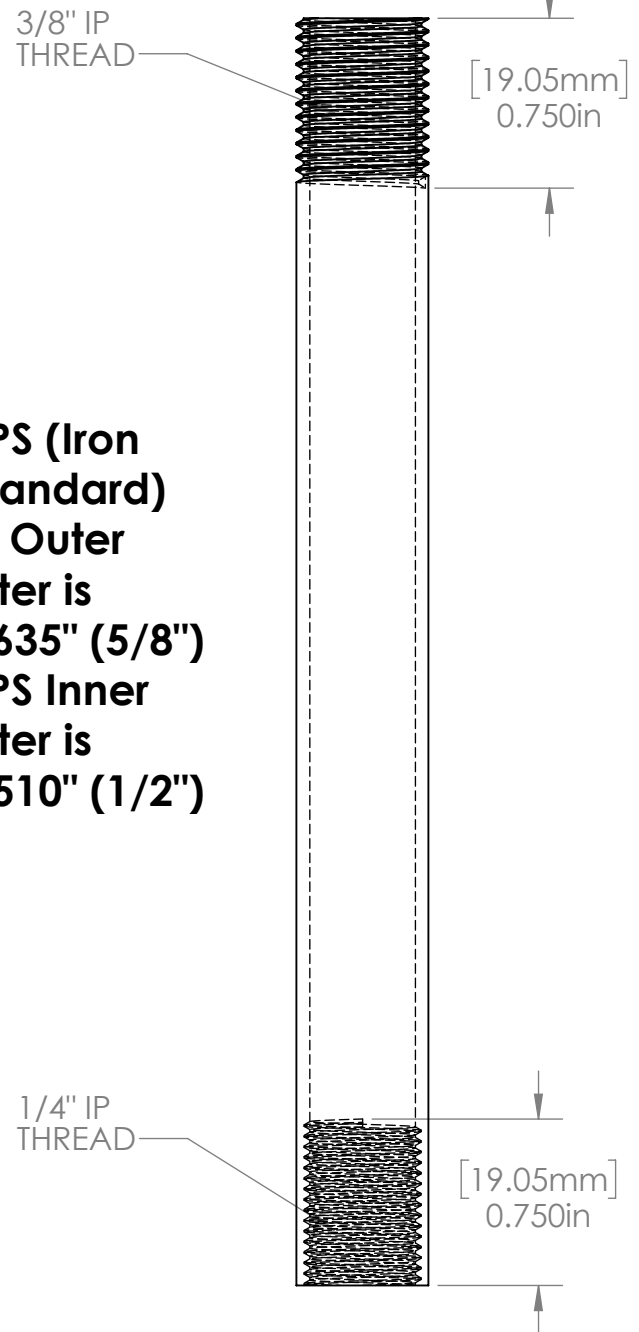 3/8" IP
THREAD
[19.05mm]
0.750in
PS (Iron
andard)
Outer
ter is
635" (5/8")
PS Inner
ter is
510" (1/2")
1/4" IP
THREAD
[19.05mm]
0.750in